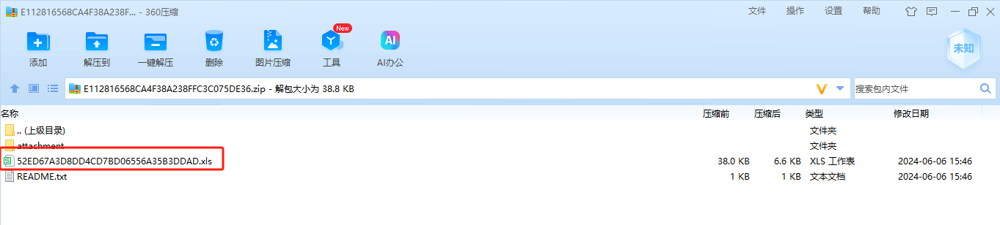 E112816568CA4F38A238F... - 360压缩 文件 操作 设置 帮助
New
添加 解压到 一键解压 删除 图片压缩 工具 AI办公 未知
AI
E112816568CA4F38A238FFC3C075DE36.zip - 解包大小为 38.8 KB 搜索包内文件
名称 压缩前 压缩后 类型 修改日期
.. (上级目录) 文件夹
attachment 文件夹
52ED67A3D8DD4CD7BD06556A35B3DDAD.xls 38.0 KB 6.6 KB XLS 工作表 2024-06-06 15:46
README.txt 1 KB 1 KB 文本文档 2024-06-06 15:46